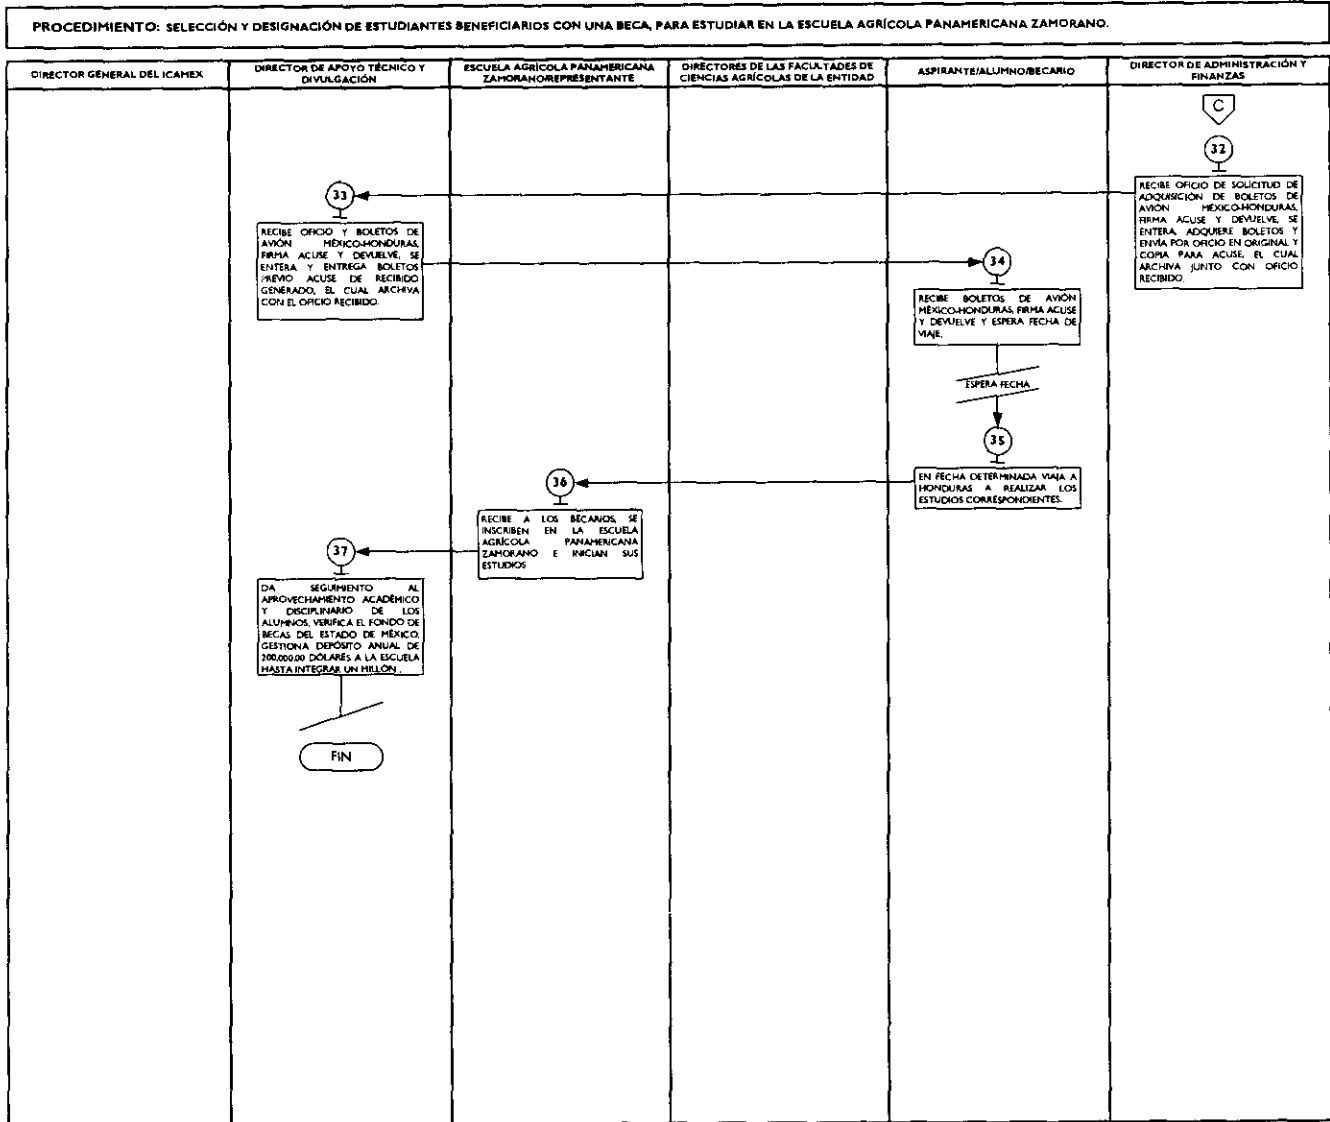 PROCEDIMIENTO: SELECCIÓN Y DESIGNACIÓN DE ESTUDIANTES BENEFICIARIOS CON UNA BECA, PARA ESTUDIAR EN LA ESCUELA AGRÍCOLA PANAMERICANA ZAMORANO.
DIRECTOR GENERAL DEL ICAMEX
DIRECTOR DE APOYO TÉCNICO Y
DIVULGACIÓN
ESCUELA AGRÍCOLA PANAMERICANA
ZAMORANO/REPRESENTANTE
DIRECTORES DE LAS FACULTADES DE
CIENCIAS AGRÍCOLAS DE LA ENTIDAD
ASPIRANTE/ALUMNO/BECARIO
DIRECTOR DE ADMINISTRACIÓN Y
FINANZAS
C
32
RECIBE OFICIO DE SOLICITUD DE
ADQUISICIÓN DE BOLETOS DE
AVIÓN MÉXICO-HONDURAS,
FIRMA ACUSE Y DEVUELVE, SE
ENTERA, ADQUIERE BOLETOS Y
ENVÍA POR OFICIO EN ORIGINAL Y
COPIA PARA ACUSE, EL CUAL
ARCHIVA JUNTO CON OFICIO
RECIBIDO.
33
RECIBE OFICIO Y BOLETOS DE
AVIÓN MÉXICO-HONDURAS,
FIRMA ACUSE Y DEVUELVE, SE
ENTERA Y ENTREGA BOLETOS
PREVIO ACUSE DE RECIBIDO
GENERADO, EL CUAL ARCHIVA
CON EL OFICIO RECIBIDO.
34
RECIBE BOLETOS DE AVIÓN
MÉXICO-HONDURAS, FIRMA ACUSE
Y DEVUELVE Y ESPERA FECHA DE
VIAJE.
ESPERA FECHA
35
EN FECHA DETERMINADA VIAJA A
HONDURAS A REALIZAR LOS
ESTUDIOS CORRESPONDIENTES.
36
RECIBE A LOS BECARIOS, SE
INSCRIBEN EN LA ESCUELA
AGRÍCOLA PANAMERICANA
ZAMORANO E INICIAN SUS
ESTUDIOS
37
DA SEGUIMIENTO AL
APROVECHAMIENTO ACADÉMICO
Y DISCIPLINARIO DE LOS
ALUMNOS, VERIFICA EL FONDO DE
BECAS DEL ESTADO DE MÉXICO,
GESTIONA DEPÓSITO ANUAL DE
200,000.00 DÓLARES A LA ESCUELA
HASTA INTEGRAR UN MILLÓN.
FIN